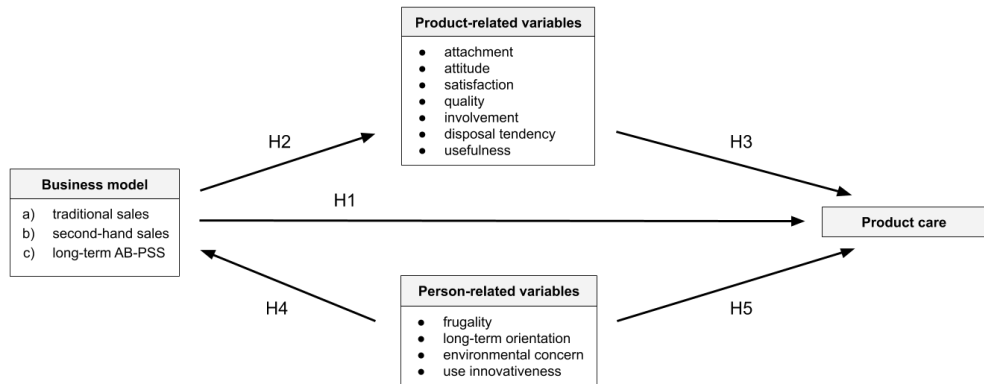 Product-related variables
● attachment
● attitude
● satisfaction
● quality
● involvement
● disposal tendency
● usefulness
H2
H3
Business model
a) traditional sales
b) second-hand sales
c) long-term AB-PSS
H1
Product care
H4
Person-related variables
● frugality
● long-term orientation
● environmental concern
● use innovativeness
H5